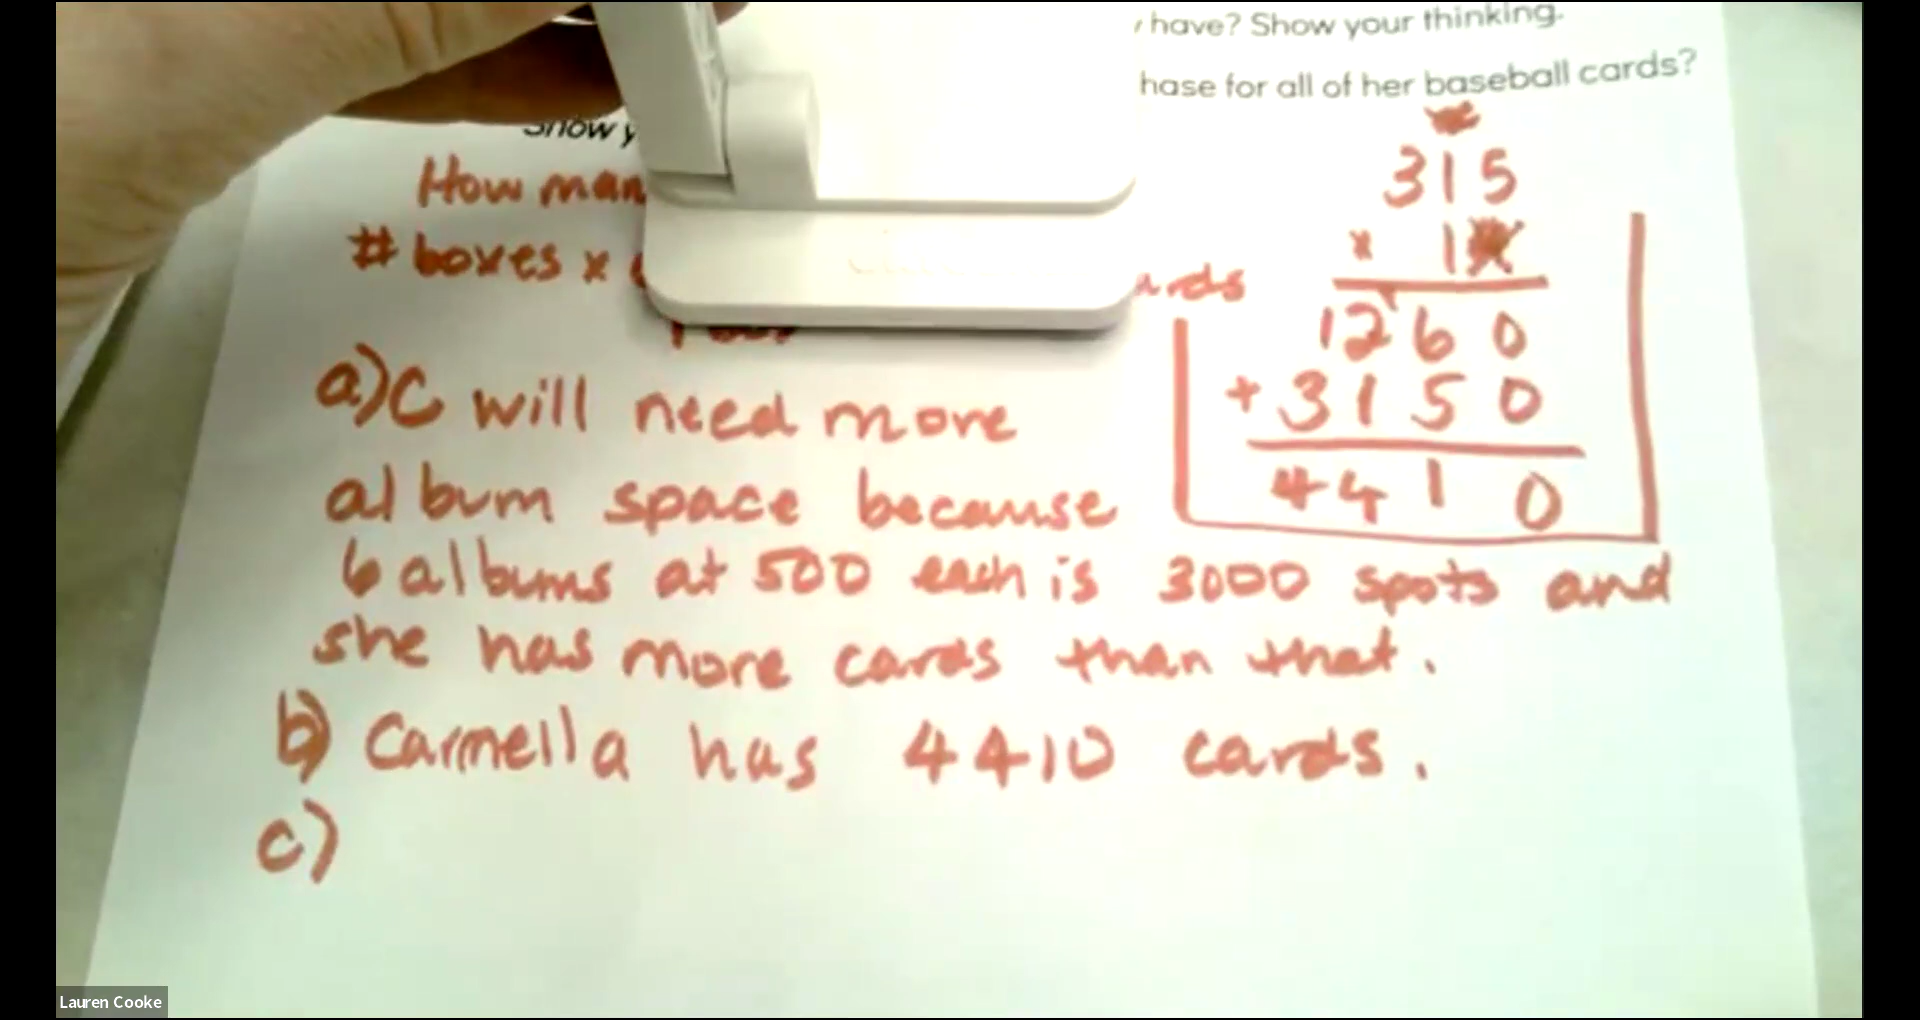 have? Show your thinking.
hase for all of her baseball cards?
Show y
How man
# boxes x
ards
315
x 1
1260
+3150
4410
a) C will need more
album space because
6 albums at 500 each is 3000 spots and
she has more cards than that.
b) Carmella has 4410 cards.
c)
Lauren Cooke